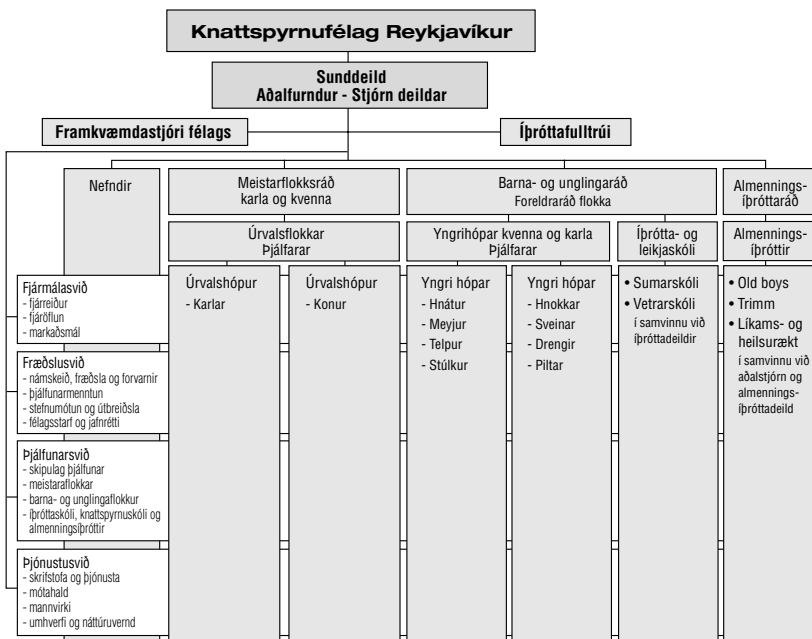 Knattspyrnufélag Reykjavíkur
Sunddeild
Aðalfurndur - Stjórn deildar
Framkvæmdastjóri félags
Íþróttafulltrúi
Nefndir
Meistarflokksráð
karla og kvenna
Barna- og unglingaráð
Foreldraráð flokka
Almennings-
íþróttaráð
Úrvalsflokkar
Þjálfarar
Yngrihópar kvenna og karla
Þjálfarar
Íþrótta- og
leikjaskóli
Almennings-
íþróttir
Úrvalshópur
- Karlar
Úrvalshópur
- Konur
Yngri hópar
- Hnátur
- Meyjur
- Telpur
- Stúlkur
Yngri hópar
- Hnokkar
- Sveinar
- Drengir
- Piltar
• Sumarskóli
• Vetrarskóli
í samvinnu við
íþróttadeildir
• Old boys
• Trimm
• Líkams- og
heilsurækt
í samvinnu við
aðalstjórn og
almennings-
íþróttadeild
Fjármálasvið
- fjárreiður
- fjáröflun
- markaðsmál
Fræðslusvið
- námskeið, fræðsla og forvarnir
- þjálfunarmenntun
- stefnumótun og útbreiðsla
- félagsstarf og jafnrétti
Þjálfunarsvið
- skipulag þjálfunar
- meistaraflokkar
- barna- og unglingaflokkur
- íþróttaskóli, knattspyrnuskóli og
almenningsíþróttir
Þjónustusvið
- skrifstofa og þjónusta
- mótahald
- mannvirki
- umhverfi og náttúruvernd